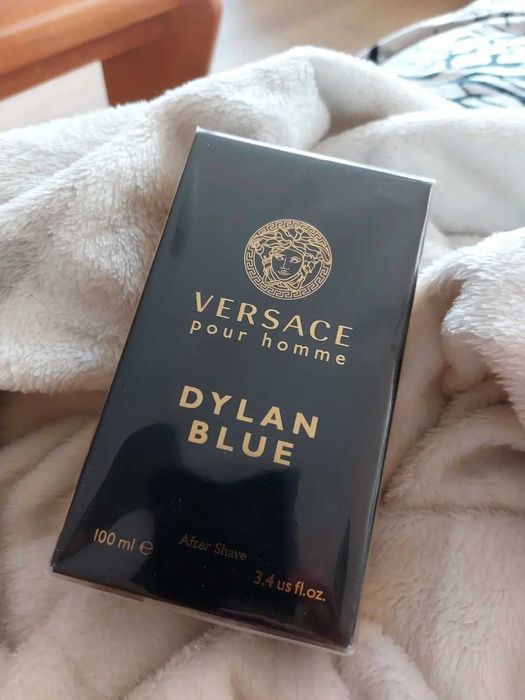 VERSACE
pour homme
DYLAN
BLUE
100 ml e After Shave 3.4 us fl.oz.